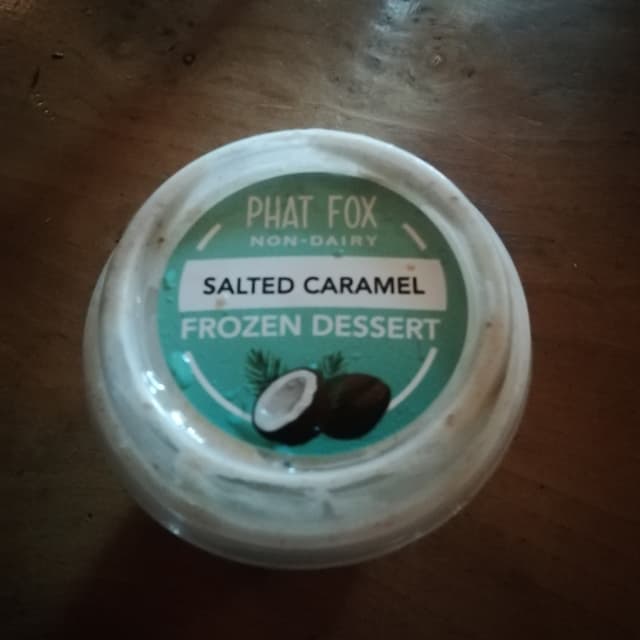 PHAT FOX
NON-DAIRY
SALTED CARAMEL
FROZEN DESSERT